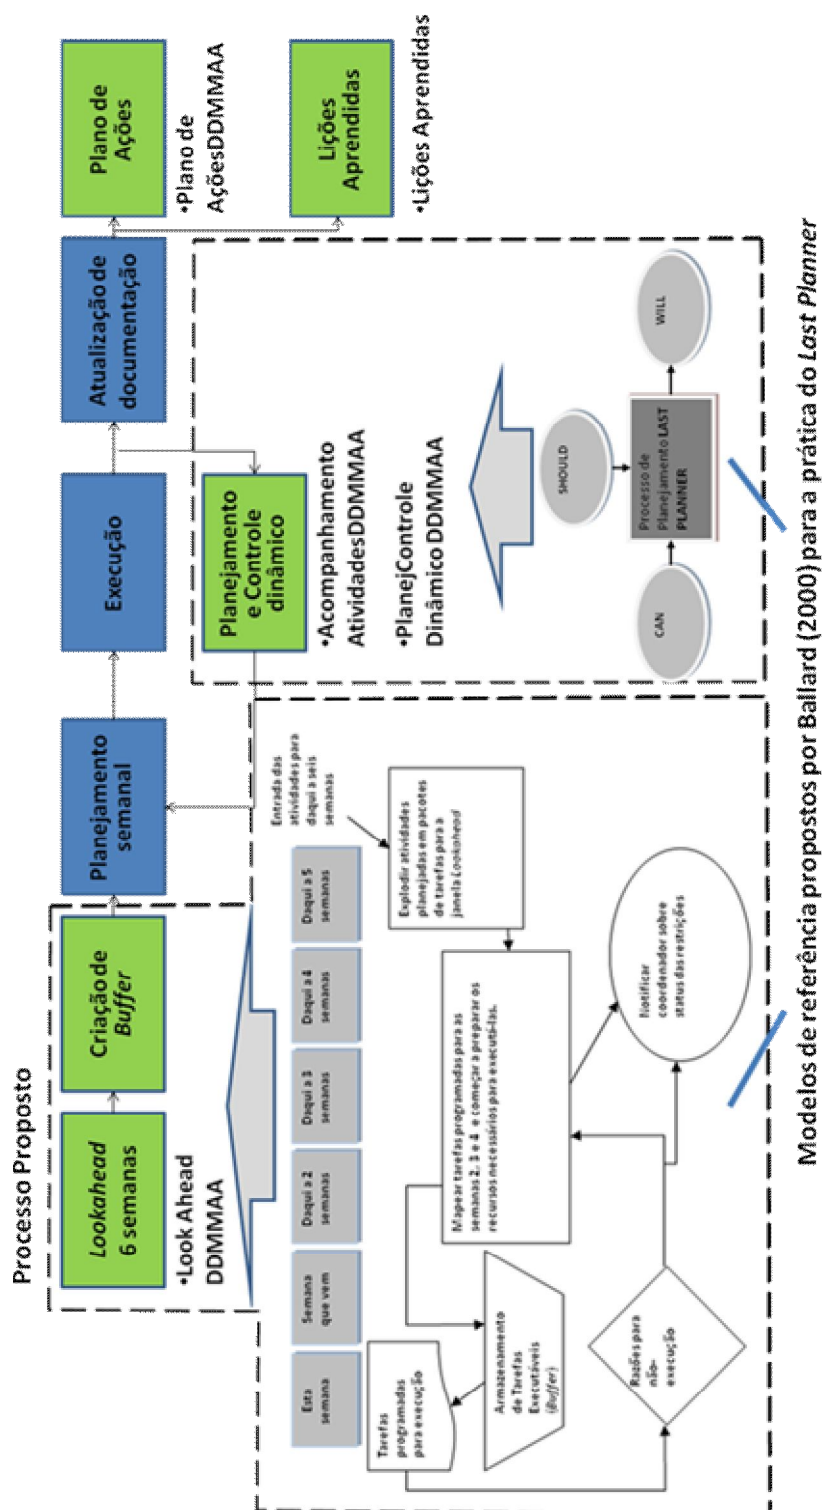 Processo Proposto
Lookahead
6 semanas
•Look Ahead
DDMMAA
Criação de
Buffer
Planejamento
semanal
Execução
Atualização de
documentação
Plano de
Ações
•Plano de
AçõesDDMMAA
Lições
Aprendidas
•Lições Aprendidas
Planejamento
e Controle
dinâmico
•Acompanhamento
AtividadesDDMMAA
•PlanejControle
Dinâmico DDMMAA
Esta
semana
Semana
que vem
Daqui a 2
semanas
Daqui a 3
semanas
Daqui a 4
semanas
Daqui a 5
semanas
Entrada das
atividades para
daqui a seis
semanas
Explodir atividades
planejadas em pacotes
de tarefas para a
janela Lookahead
Mapear tarefas programadas para as
semanas 2, 3 e 4 e começar a preparar os
recursos necessários para executá-las.
Tarefas
programadas
para execução
Armazenamento
de Tarefas
Executáveis
(Buffer)
Razões para
não-
execução
Notificar
coordenador sobre
status das restrições
SHOULD
CAN
Processo de
Planejamento LAST
PLANNER
WILL
Modelos de referência propostos por Ballard (2000) para a prática do Last Planner